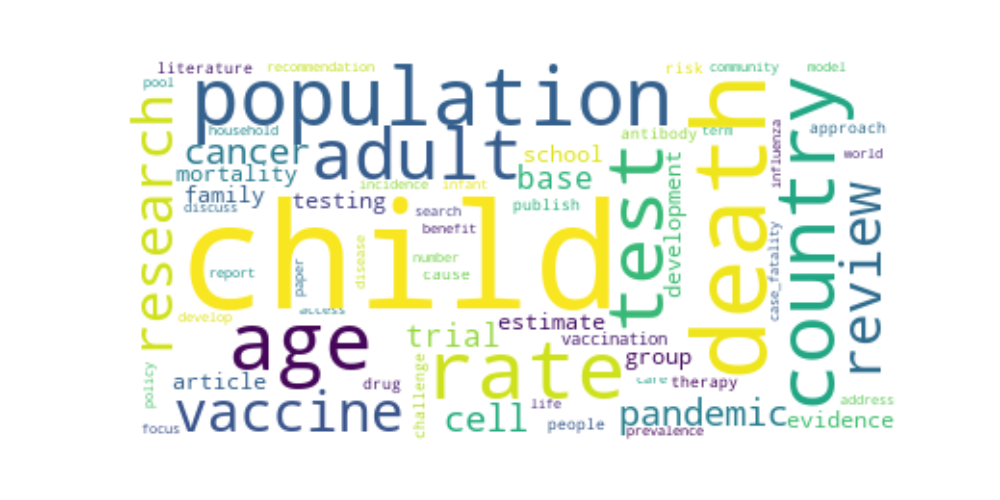 literature
recommendation
risk
community
model
pool
population
death
country
research
household
adult
antibody
term
influenza
approach
cancer
school
test
world
mortality
base
development
family
incidence
infant
review
discuss
testing
child
search
publish
benefit
case_fatality
report
paper
disease
number
cause
access
develop
age
trial
estimate
vaccination
rate
group
policy
article
drug
challenge
care
therapy
vaccine
cell
life
people
pandemic
address
evidence
focus
prevalence